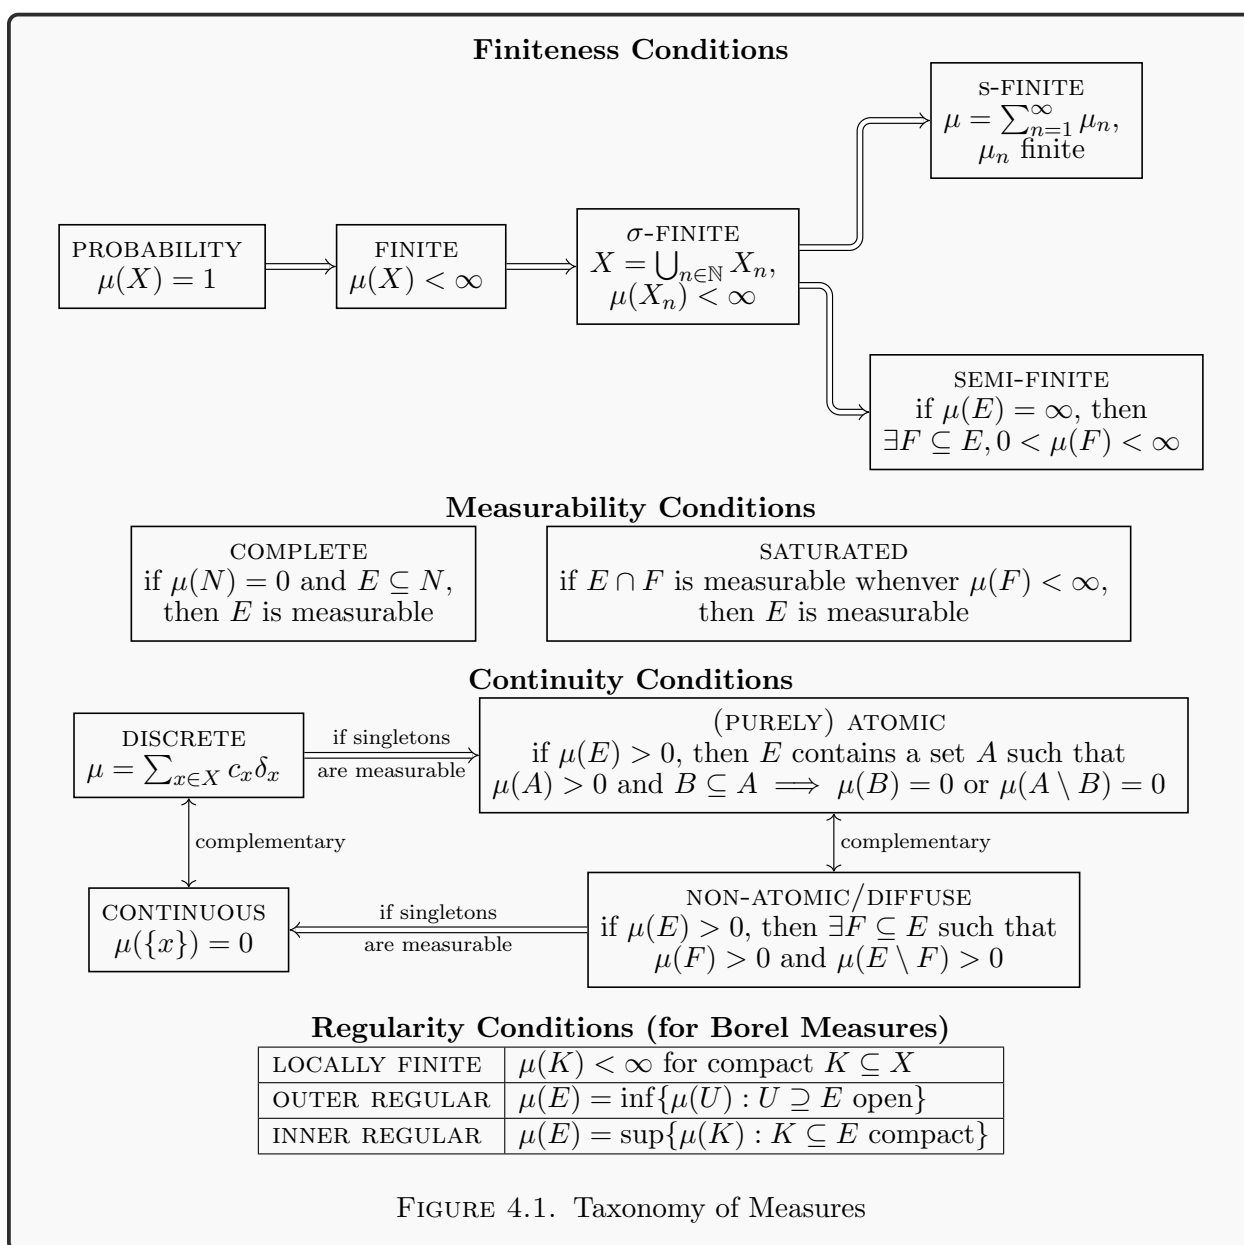 Finiteness Conditions
S-FINITE
μ = ∑_{n=1}^{∞} μ_n,
μ_n finite
PROBABILITY
μ(X) = 1
FINITE
μ(X) < ∞
σ-FINITE
X = ⋃_{n∈ℕ} X_n,
μ(X_n) < ∞
SEMI-FINITE
if μ(E) = ∞, then
∃F ⊆ E, 0 < μ(F) < ∞
Measurability Conditions
COMPLETE
if μ(N) = 0 and E ⊆ N,
then E is measurable
SATURATED
if E ∩ F is measurable whenver μ(F) < ∞,
then E is measurable
Continuity Conditions
DISCRETE
μ = ∑_{x∈X} c_x δ_x
if singletons
are measurable
(PURELY) ATOMIC
if μ(E) > 0, then E contains a set A such that
μ(A) > 0 and B ⊆ A ⟹ μ(B) = 0 or μ(A \ B) = 0
complementary
complementary
CONTINUOUS
μ({x}) = 0
if singletons
are measurable
NON-ATOMIC/DIFFUSE
if μ(E) > 0, then ∃F ⊆ E such that
μ(F) > 0 and μ(E \ F) > 0
Regularity Conditions (for Borel Measures)
LOCALLY FINITE μ(K) < ∞ for compact K ⊆ X
OUTER REGULAR μ(E) = inf{μ(U) : U ⊇ E open}
INNER REGULAR μ(E) = sup{μ(K) : K ⊆ E compact}
FIGURE 4.1. Taxonomy of Measures